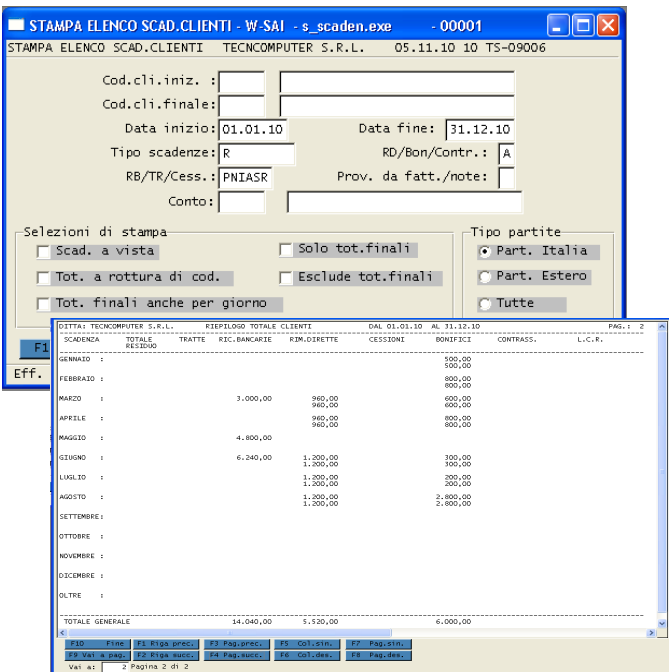 STAMPA ELENCO SCAD.CLIENTI - W-SAI - s_scaden.exe - 00001
STAMPA ELENCO SCAD.CLIENTI TECNCOMPUTER S.R.L. 05.11.10 10 TS-09006
Cod.cli.iniz. :
Cod.cli.finale:
Data inizio: 01.01.10 Data fine: 31.12.10
Tipo scadenze: R RD/Bon/Contr.: A
RB/TR/Cess.: PNIASR Prov. da fatt./note:
Conto:
Selezioni di stampa Tipo partite
Scad. a vista Solo tot.finali Part. Italia
Tot. a rottura di cod. Esclude tot.finali Part. Estero
Tot. finali anche per giorno Tutte
F1
Eff.
DITTA: TECNCOMPUTER S.R.L. RIEPILOGO TOTALE CLIENTI DAL 01.01.10 AL 31.12.10 PAG.: 2
SCADENZA TOTALE TRATTE RIC.BANCARIE RIM.DIRETTE CESSIONI BONIFICI CONTRASS. L.C.R.
RESIDUO
GENNAIO : 500,00
500,00
FEBBRAIO : 800,00
800,00
MARZO : 3.000,00 960,00 600,00
960,00 600,00
APRILE : 960,00 800,00
960,00 800,00
MAGGIO : 4.800,00
GIUGNO : 6.240,00 1.200,00 300,00
1.200,00 300,00
LUGLIO : 1.200,00 200,00
1.200,00 200,00
AGOSTO : 1.200,00 2.800,00
1.200,00 2.800,00
SETTEMBRE:
OTTOBRE :
NOVEMBRE :
DICEMBRE :
OLTRE :
TOTALE GENERALE 14.040,00 5.520,00 6.000,00
F10 Fine F1 Riga prec. F3 Pag.prec. F5 Col.sin. F7 Pag.sin.
F9 Vai a pag. F2 Riga succ. F4 Pag.succ. F6 Col.des. F8 Pag.des.
Vai a: 2 Pagina 2 di 2